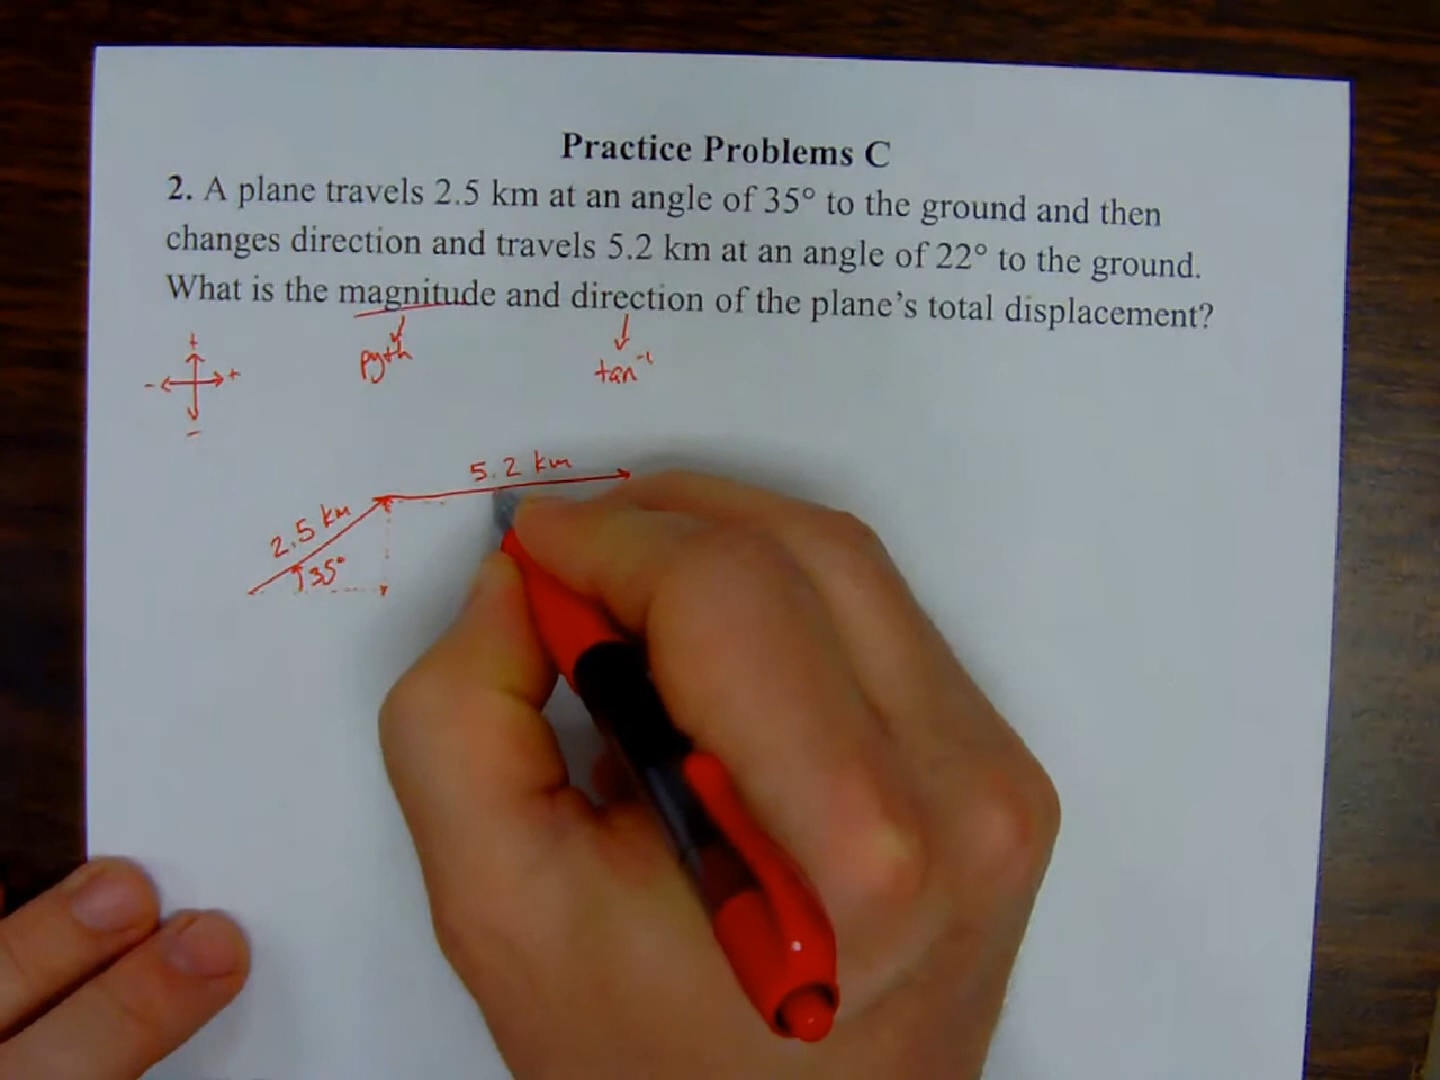 Practice Problems C
2. A plane travels 2.5 km at an angle of 35° to the ground and then
changes direction and travels 5.2 km at an angle of 22° to the ground.
What is the magnitude and direction of the plane's total displacement?
+
- +
-
pyth
tan⁻¹
5.2 km
2.5 km
35°